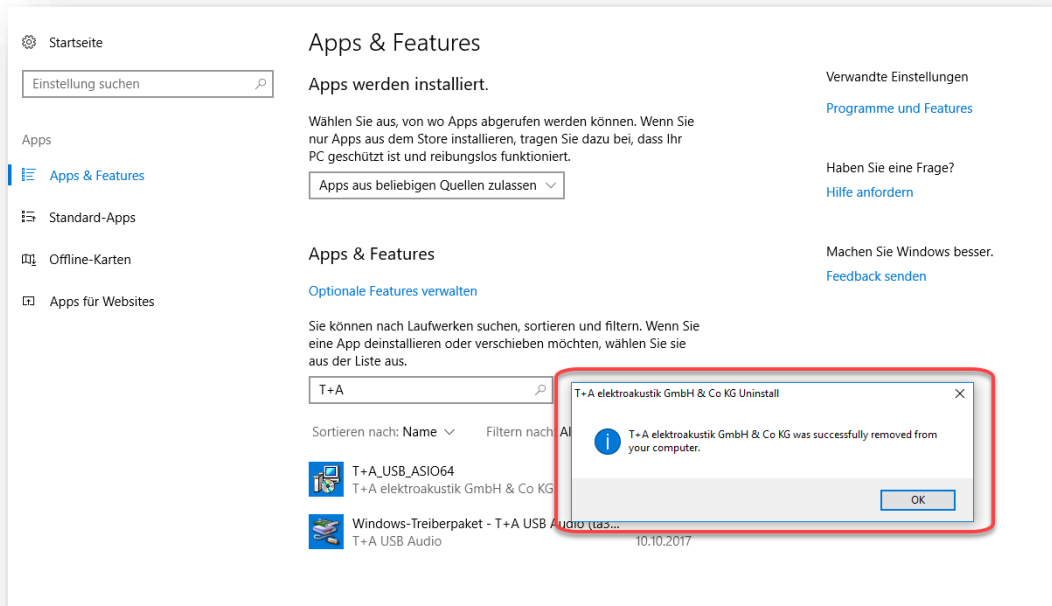 Startseite
Einstellung suchen
Apps
Apps & Features
Standard-Apps
Offline-Karten
Apps für Websites
Apps & Features
Apps werden installiert.
Wählen Sie aus, von wo Apps abgerufen werden können. Wenn Sie
nur Apps aus dem Store installieren, tragen Sie dazu bei, dass Ihr
PC geschützt ist und reibungslos funktioniert.
Apps aus beliebigen Quellen zulassen
Apps & Features
Optionale Features verwalten
Sie können nach Laufwerken suchen, sortieren und filtern. Wenn Sie
eine App deinstallieren oder verschieben möchten, wählen Sie sie
aus der Liste aus.
T+A
Sortieren nach: Name Filtern nach: Al
T+A_USB_ASIO64
T+A elektroakustik GmbH & Co KG
Windows-Treiberpaket - T+A USB Audio (ta3...
T+A USB Audio 10.10.2017
T+A elektroakustik GmbH & Co KG Uninstall
T+A elektroakustik GmbH & Co KG was successfully removed from
your computer.
OK
Verwandte Einstellungen
Programme und Features
Haben Sie eine Frage?
Hilfe anfordern
Machen Sie Windows besser.
Feedback senden